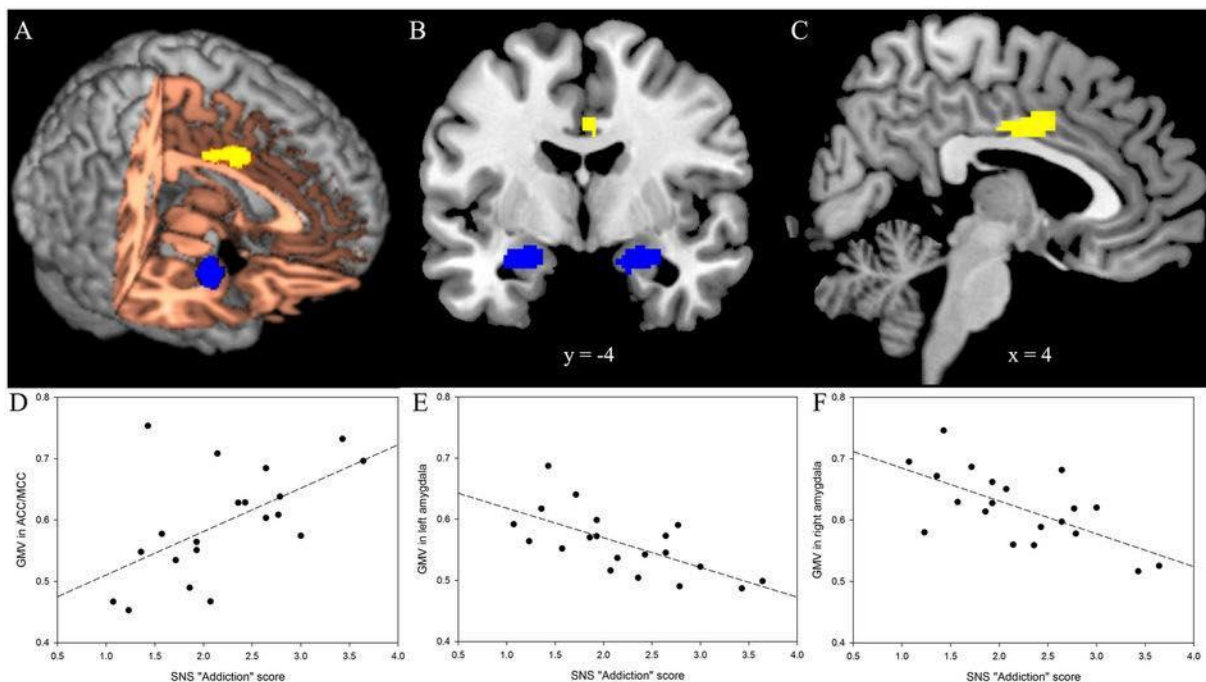 A
B
C
y = -4
x = 4
D
E
F
GMV in ACC/MCC
0.8
0.7
0.6
0.5
0.4
0.5
1.0
1.5
2.0
2.5
3.0
3.5
4.0
SNS "Addiction" score
GMV in left amygdala
0.8
0.7
0.6
0.5
0.4
0.5
1.0
1.5
2.0
2.5
3.0
3.5
4.0
SNS "Addiction" score
GMV in right amygdala
0.8
0.7
0.6
0.5
0.4
0.5
1.0
1.5
2.0
2.5
3.0
3.5
4.0
SNS "Addiction" score